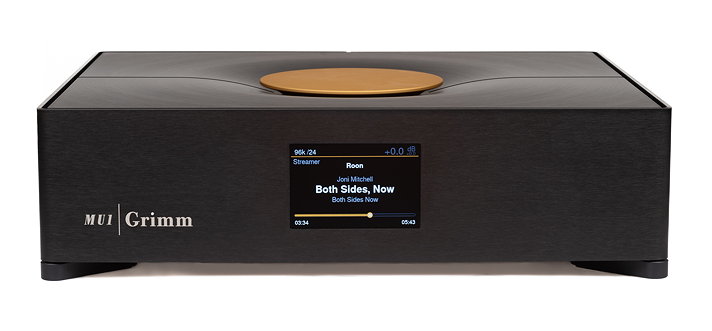 96k /24
+0.0 dB
Streamer
Roon
Joni Mitchell
Both Sides, Now
Both Sides Now
03:34
05:43
MU1 | Grimm